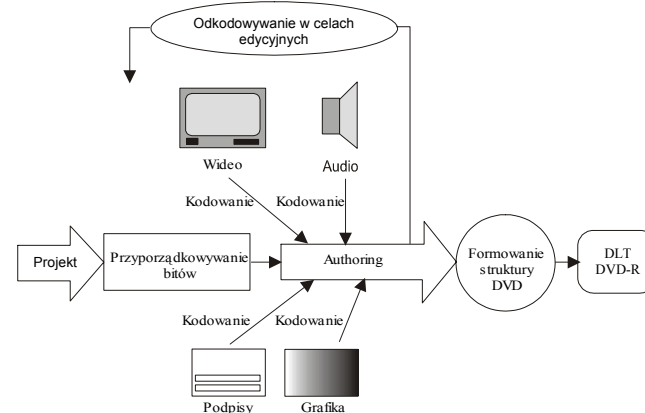 Odkodowywanie w celach
edycyjnych
Wideo
Audio
Kodowanie
Kodowanie
Projekt
Przyporządkowywanie
bitów
Authoring
Formowanie
struktury
DVD
DLT
DVD-R
Kodowanie
Kodowanie
Podpisy
Grafika